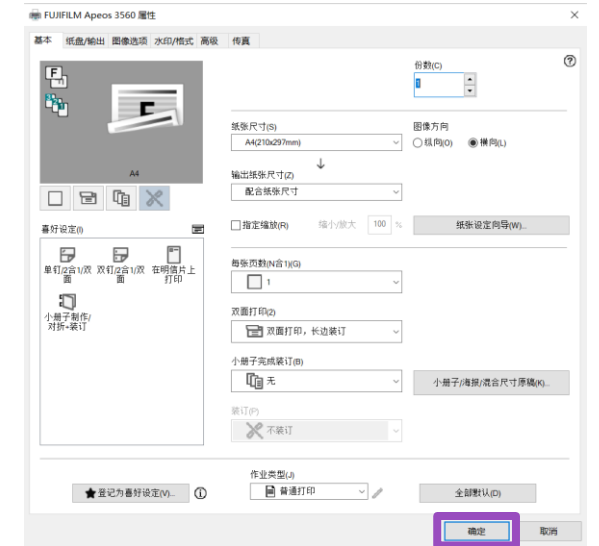 FUJIFILM Apeos 3560 属性
基本 纸盘/输出 图像选项 水印/格式 高级 传真
份数(C)
1
纸张尺寸(S)
A4(210x297mm)
图像方向
纵向(O) 横向(L)
A4
输出纸张尺寸(Z)
配合纸张尺寸
喜好设定(I)
指定缩放(R) 缩小/放大 100 %
纸张设定向导(W)...
单钉/2合1/双面
双钉/2合1/双面
在明信片上打印
小册子制作/对折+装订
每张页数(N合1)(G)
1
双面打印(2)
双面打印，长边装订
小册子完成装订(B)
无
小册子/海报/混合尺寸原稿(K)...
装订(P)
不装订
作业类型(J)
登记为喜好设定(V)...
普通打印
全部默认(D)
确定 取消